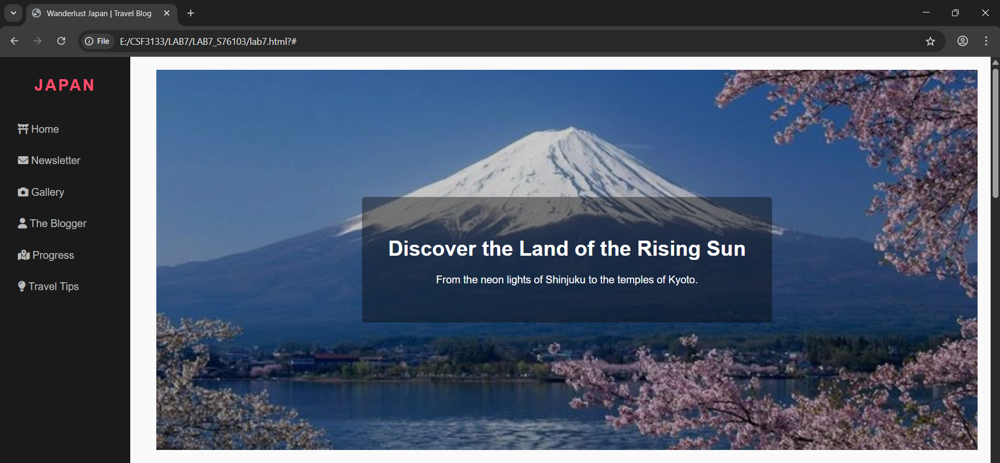 Wanderlust Japan | Travel Blog
File
E:/CSF3133/LAB7/LAB7_S76103/lab7.html?#
JAPAN
Home
Newsletter
Gallery
The Blogger
Progress
Travel Tips
Discover the Land of the Rising Sun
From the neon lights of Shinjuku to the temples of Kyoto.